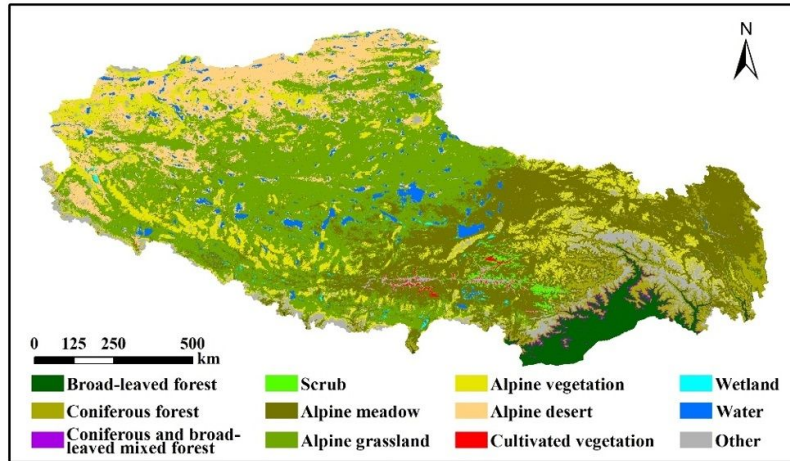 N
0 125 250 500
km
Broad-leaved forest
Scrub
Alpine vegetation
Wetland
Coniferous forest
Alpine meadow
Alpine desert
Water
Coniferous and broad-
leaved mixed forest
Alpine grassland
Cultivated vegetation
Other